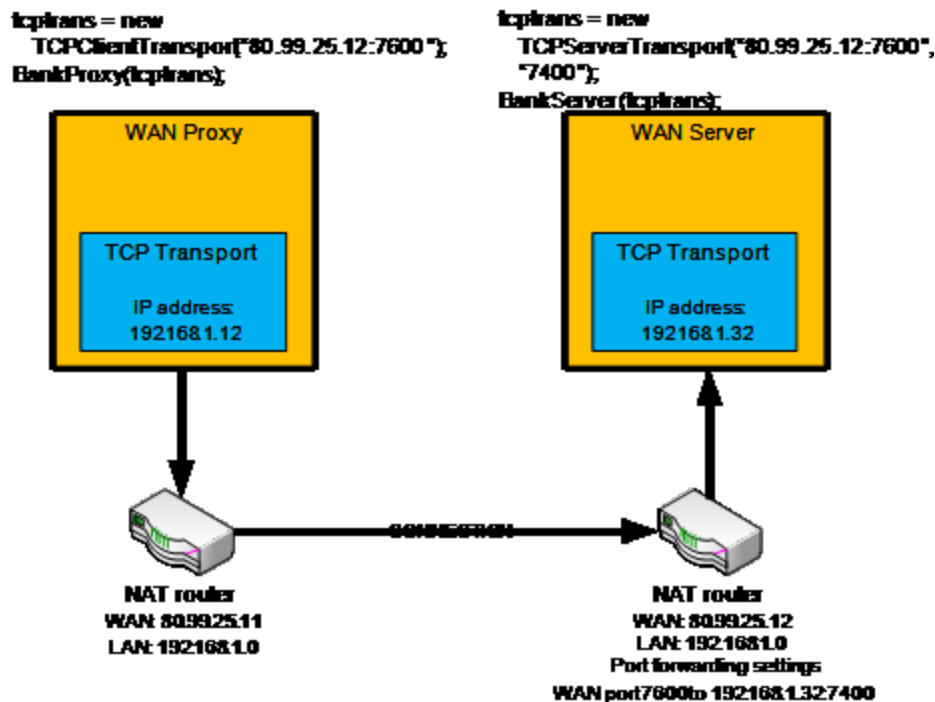 tcptrans = new
TCPClientTransport("80.99.25.12:7600");
BankProxy(tcptrans);
tcptrans = new
TCPServerTransport("80.99.25.12:7600",
"7400");
BankServer(tcptrans);
WAN Proxy
TCP Transport
IP address:
192.168.1.12
WAN Server
TCP Transport
IP address:
192.168.1.32
CONNECTION
NAT router
WAN: 80.99.25.11
LAN: 192.168.1.0
NAT router
WAN: 80.99.25.12
LAN: 192.168.1.0
Port forwarding settings
WAN port 7600 to 192.168.1.32:7400